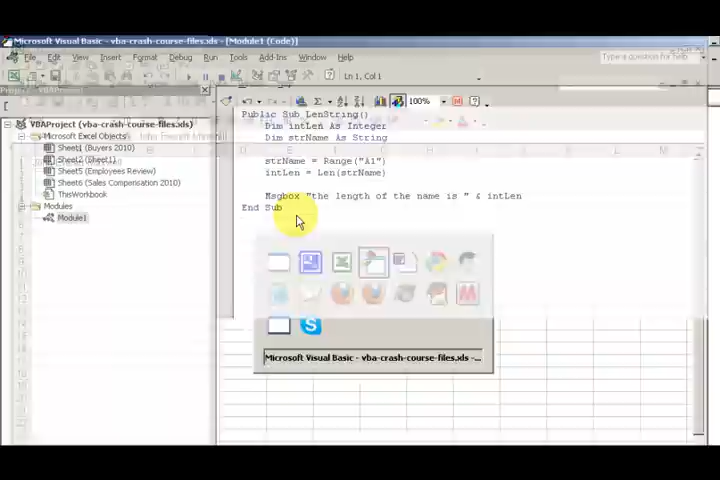 Microsoft Visual Basic - vba-crash-course-files.xls - [Module1 (Code)]
File Edit View Insert Format Debug Run Tools Add-Ins Window Help
Type a question for help
Ln 1, Col 1
100%
VBAProject (vba-crash-course-files.xls)
Microsoft Excel Objects
Sheet1 (Buyers 2010)
Sheet2 (Sheet1)
Sheet5 (Employees Review)
Sheet6 (Sales Compensation 2010)
ThisWorkbook
Modules
Module1
Public Sub LenString()
Dim intLen As Integer
Dim strName As String
strName = Range("A1")
intLen = Len(strName)
Msgbox "the length of the name is " & intLen
End Sub
Microsoft Visual Basic - vba-crash-course-files.xls -...